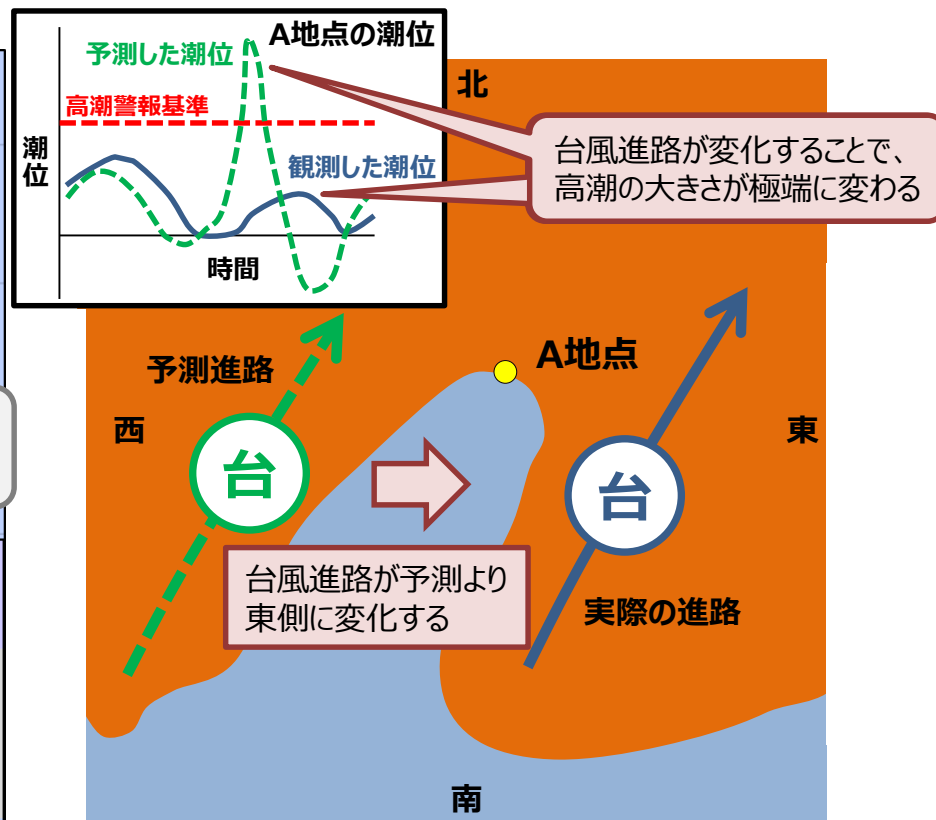 A地点の潮位
予測した潮位
高潮警報基準
潮位
観測した潮位
時間
北
台風進路が変化することで、
高潮の大きさが極端に変わる
予測進路
A地点
西
東
台
台
台風進路が予測より
東側に変化する
実際の進路
南